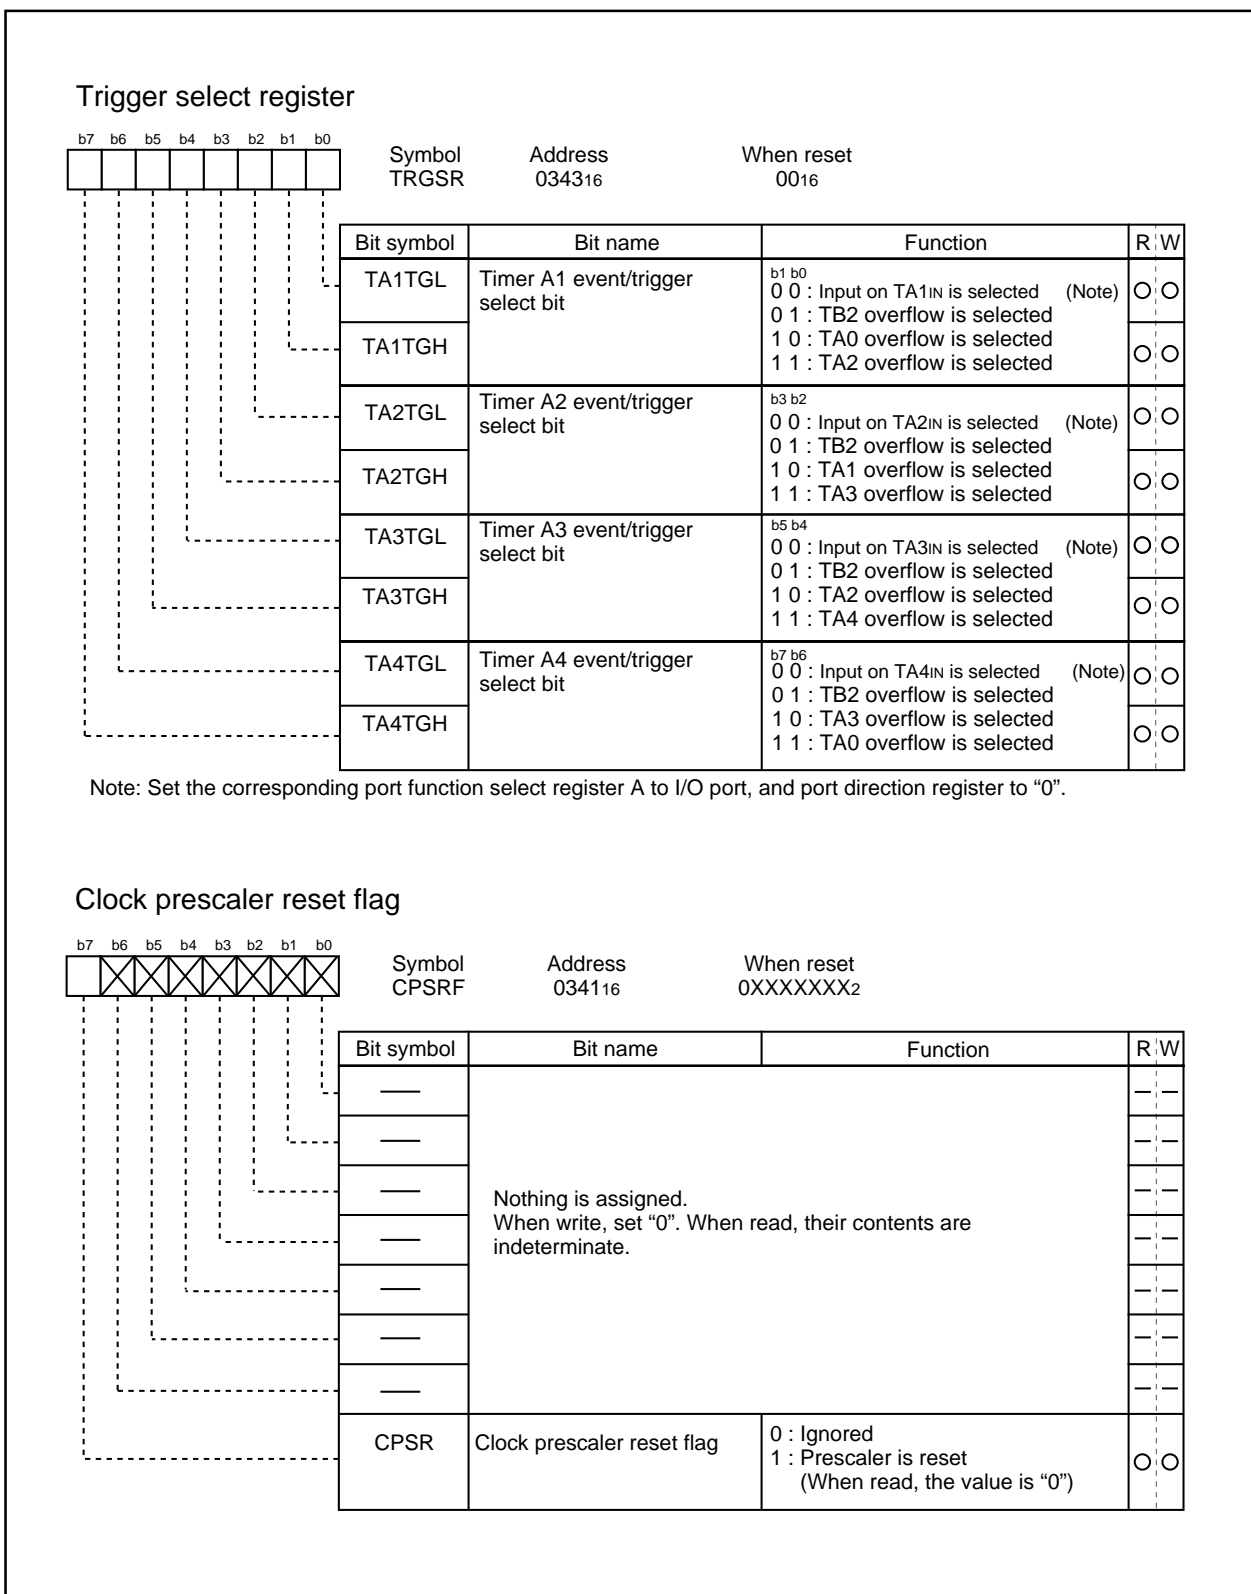 Trigger select register
b7 b6 b5 b4 b3 b2 b1 b0
Symbol Address When reset
TRGSR 034316 0016
Bit symbol Bit name Function R W
TA1TGL Timer A1 event/trigger select bit
b1 b0
0 0 : Input on TA1IN is selected (Note)
0 1 : TB2 overflow is selected
TA1TGH
1 0 : TA0 overflow is selected
1 1 : TA2 overflow is selected
TA2TGL Timer A2 event/trigger select bit
b3 b2
0 0 : Input on TA2IN is selected (Note)
0 1 : TB2 overflow is selected
TA2TGH
1 0 : TA1 overflow is selected
1 1 : TA3 overflow is selected
TA3TGL Timer A3 event/trigger select bit
b5 b4
0 0 : Input on TA3IN is selected (Note)
0 1 : TB2 overflow is selected
TA3TGH
1 0 : TA2 overflow is selected
1 1 : TA4 overflow is selected
TA4TGL Timer A4 event/trigger select bit
b7 b6
0 0 : Input on TA4IN is selected (Note)
0 1 : TB2 overflow is selected
TA4TGH
1 0 : TA3 overflow is selected
1 1 : TA0 overflow is selected
Note: Set the corresponding port function select register A to I/O port, and port direction register to “0”.
Clock prescaler reset flag
b7 b6 b5 b4 b3 b2 b1 b0
Symbol Address When reset
CPSRF 034116 0XXXXXXX2
Bit symbol Bit name Function R W
Nothing is assigned.
When write, set “0”. When read, their contents are
indeterminate.
CPSR Clock prescaler reset flag
0 : Ignored
1 : Prescaler is reset
(When read, the value is “0”)